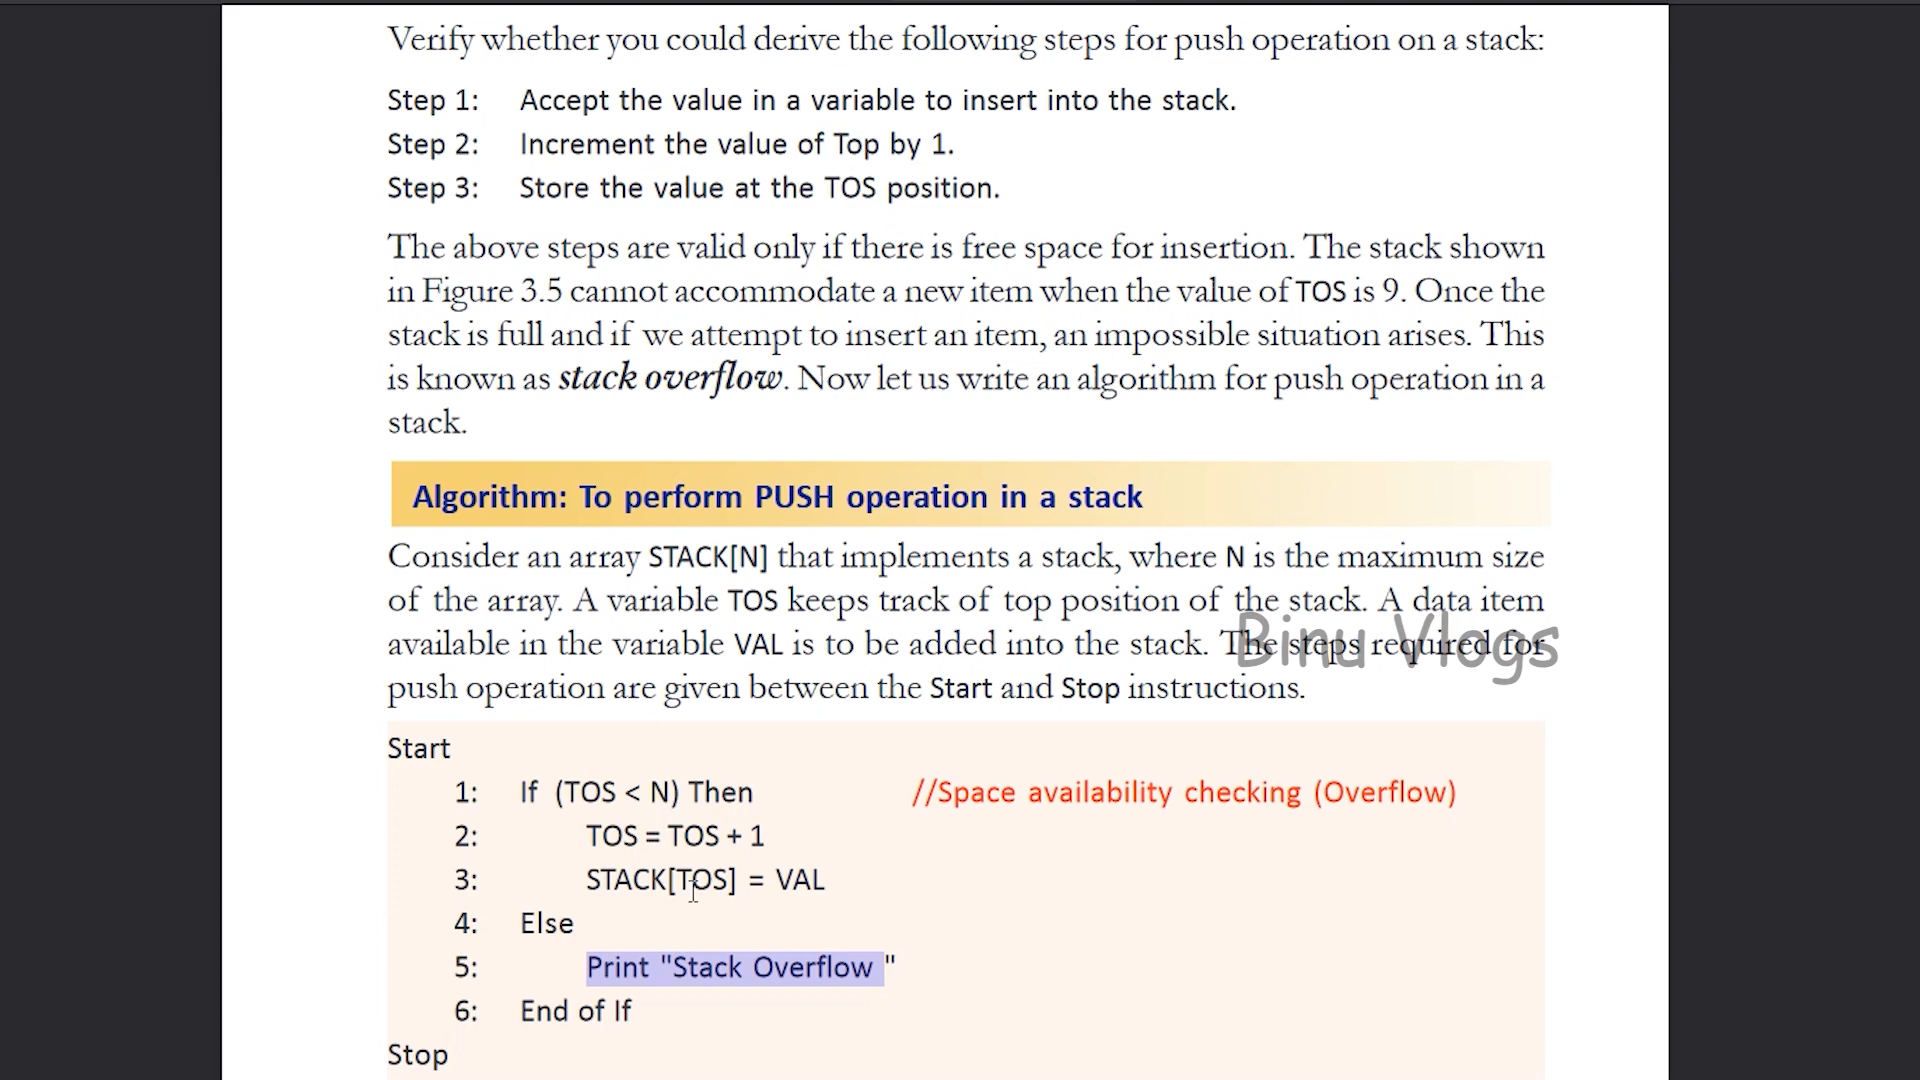 Verify whether you could derive the following steps for push operation on a stack:
Step 1: Accept the value in a variable to insert into the stack.
Step 2: Increment the value of Top by 1.
Step 3: Store the value at the TOS position.
The above steps are valid only if there is free space for insertion. The stack shown
in Figure 3.5 cannot accommodate a new item when the value of TOS is 9. Once the
stack is full and if we attempt to insert an item, an impossible situation arises. This
is known as stack overflow. Now let us write an algorithm for push operation in a
stack.
Algorithm: To perform PUSH operation in a stack
Consider an array STACK[N] that implements a stack, where N is the maximum size
of the array. A variable TOS keeps track of top position of the stack. A data item
available in the variable VAL is to be added into the stack. The steps required for
Binu Vlogs
push operation are given between the Start and Stop instructions.
Start
1: If (TOS < N) Then //Space availability checking (Overflow)
2: TOS = TOS + 1
3: STACK[TOS] = VAL
4: Else
5: Print "Stack Overflow "
6: End of If
Stop